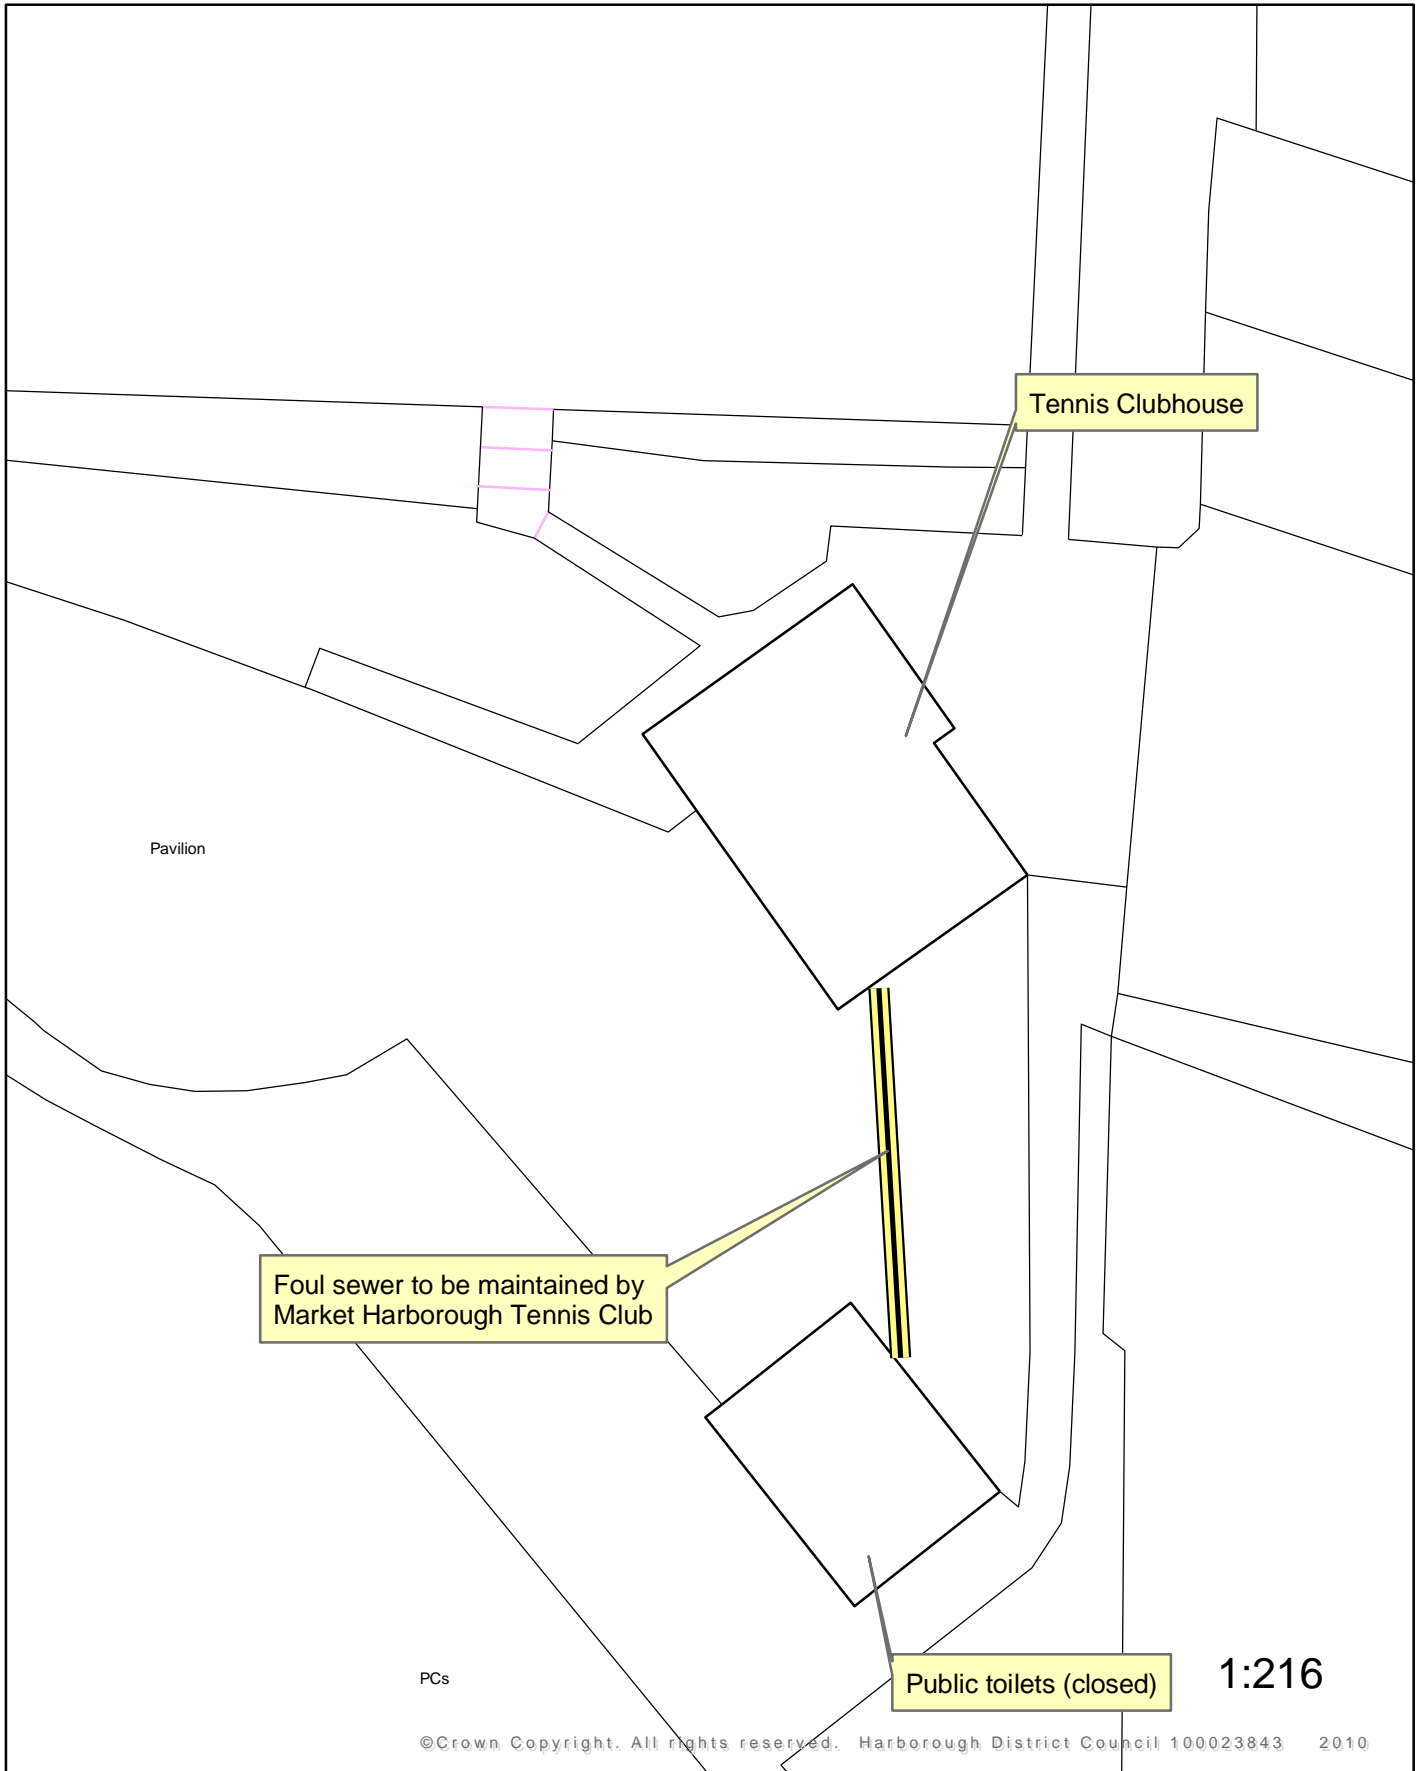 Tennis Clubhouse
Pavilion
Foul sewer to be maintained by
Market Harborough Tennis Club
PCs
Public toilets (closed)
1:216
©Crown Copyright. All rights reserved. Harborough District Council 100023843 2010